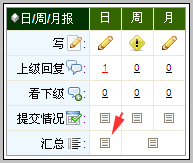 日/周/月报 日 周 月
写:
上级回复: 1 0 0
看下级: 0 0 0
提交情况:
汇总: